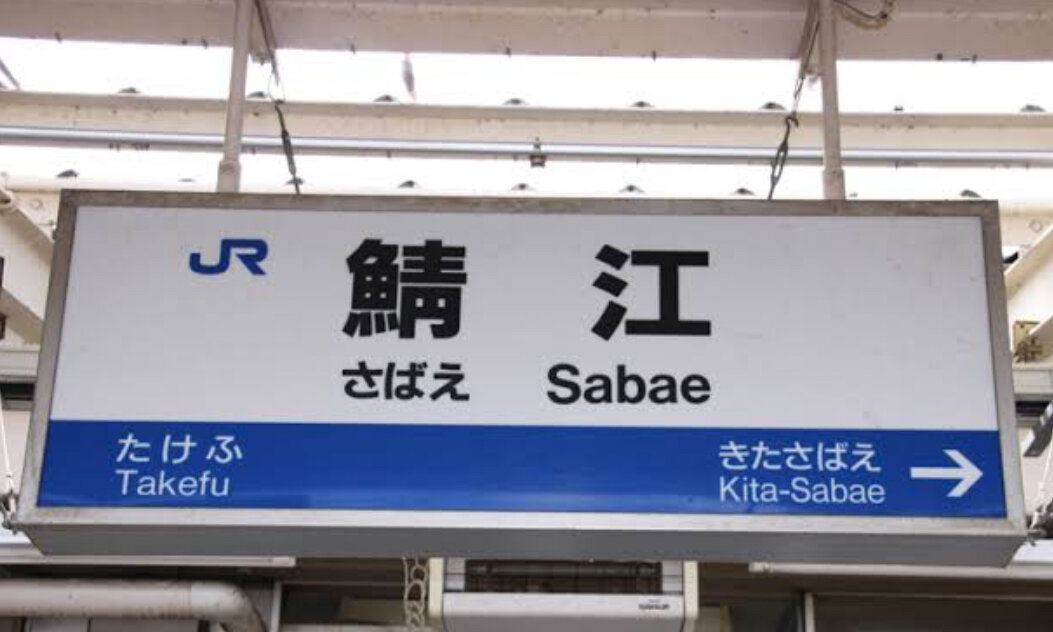 JR 鯖江
さばえ Sabae
たけふ きたさばえ →
Takefu Kita-Sabae